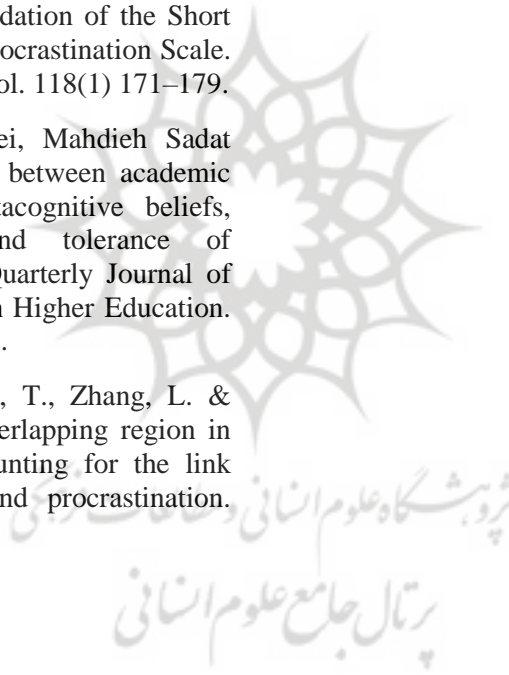 dation of the Short
ocrastination Scale.
ol. 118(1) 171–179.
ei, Mahdieh Sadat
between academic
tacognitive beliefs,
nd tolerance of
Quarterly Journal of
n Higher Education.
.
, T., Zhang, L. &
erlapping region in
unting for the link
nd procrastination.
پژوهشگاه علوم انسانی و مطالعات فرهنگی
پرتال جامع علوم انسانی